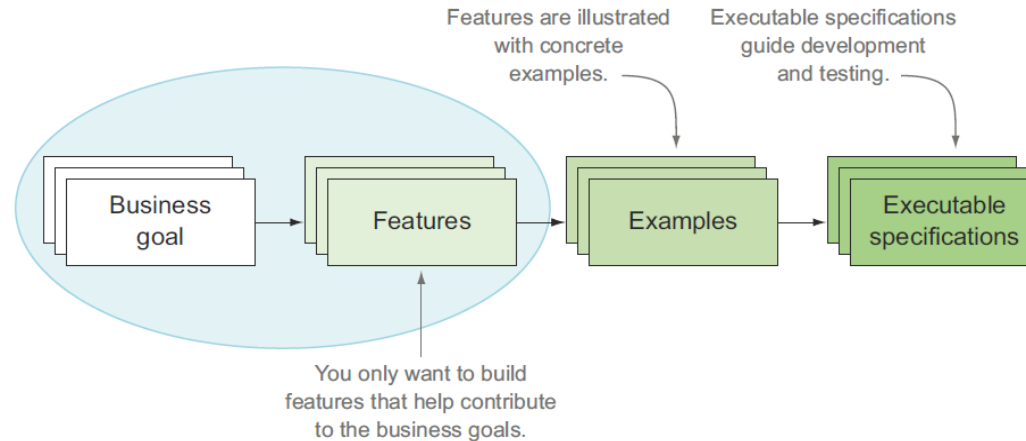 Features are illustrated
with concrete
examples.
Executable specifications
guide development
and testing.
Business
goal
Features
Examples
Executable
specifications
You only want to build
features that help contribute
to the business goals.